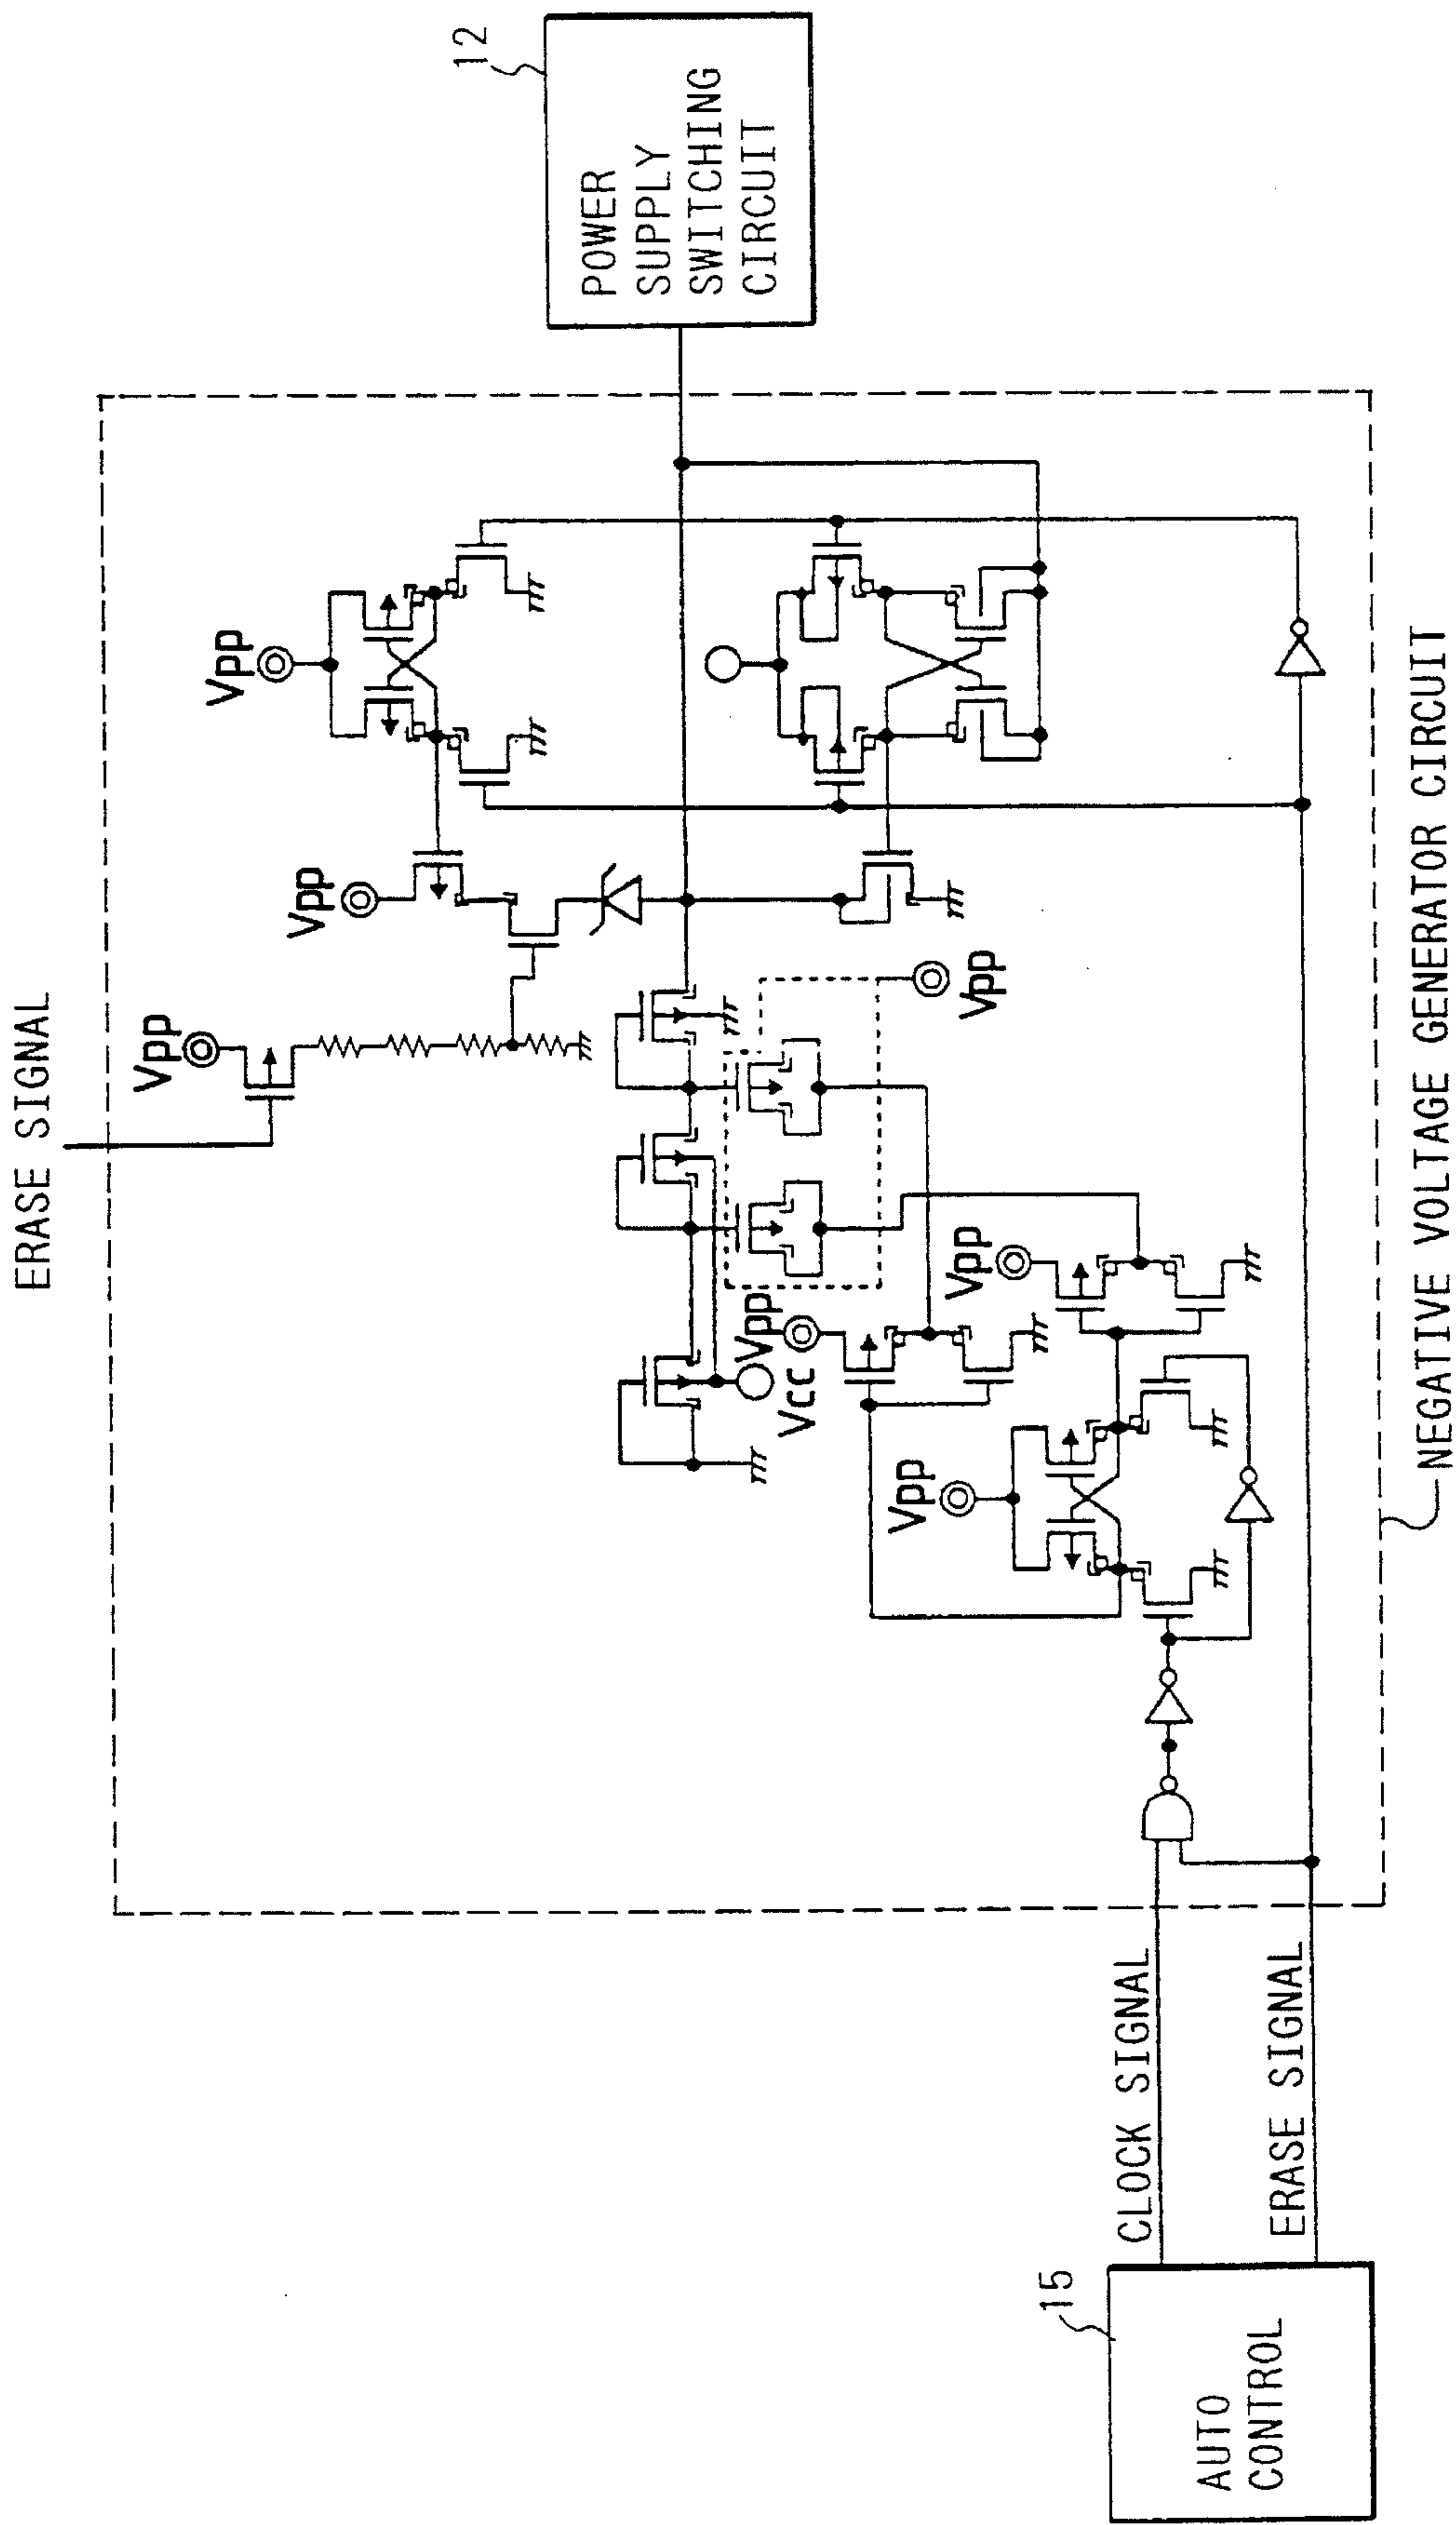 ERASE SIGNAL
Vpp
Vpp
Vpp
12
POWER
SUPPLY
SWITCHING
CIRCUIT
Vpp
Vpp
Vcc
Vpp
Vpp
15
AUTO
CONTROL
CLOCK SIGNAL
ERASE SIGNAL
NEGATIVE VOLTAGE GENERATOR CIRCUIT